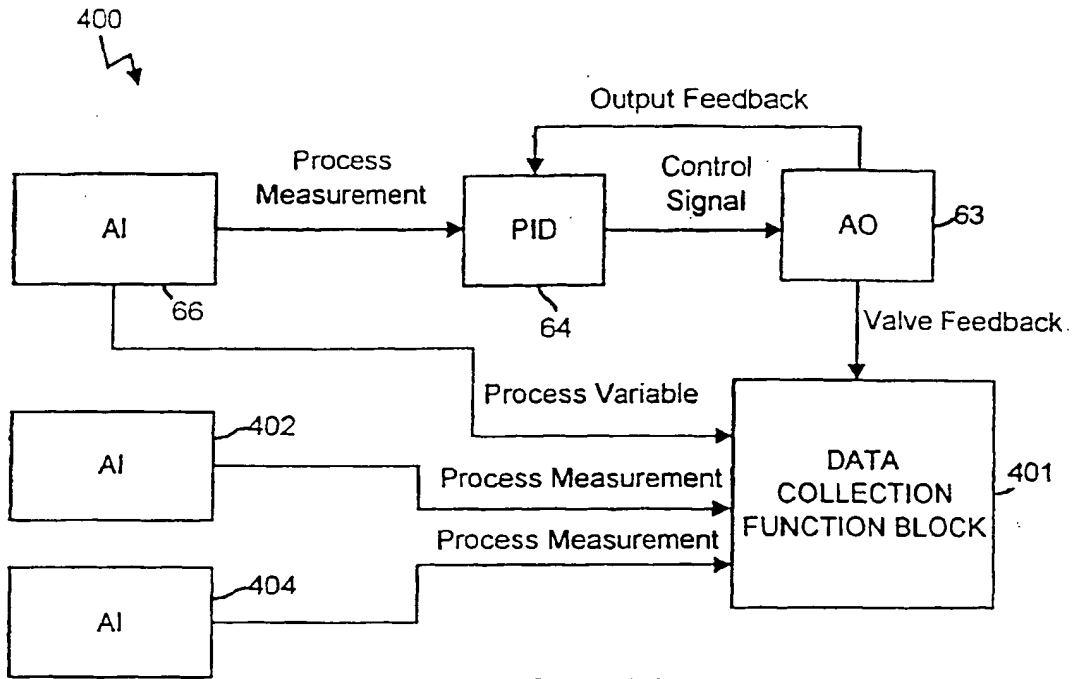 400
Output Feedback
Process
Measurement
Control
Signal
AI
PID
AO
63
66
64
Valve Feedback
Process Variable
402
AI
Process Measurement
DATA
COLLECTION
FUNCTION BLOCK
401
Process Measurement
404
AI